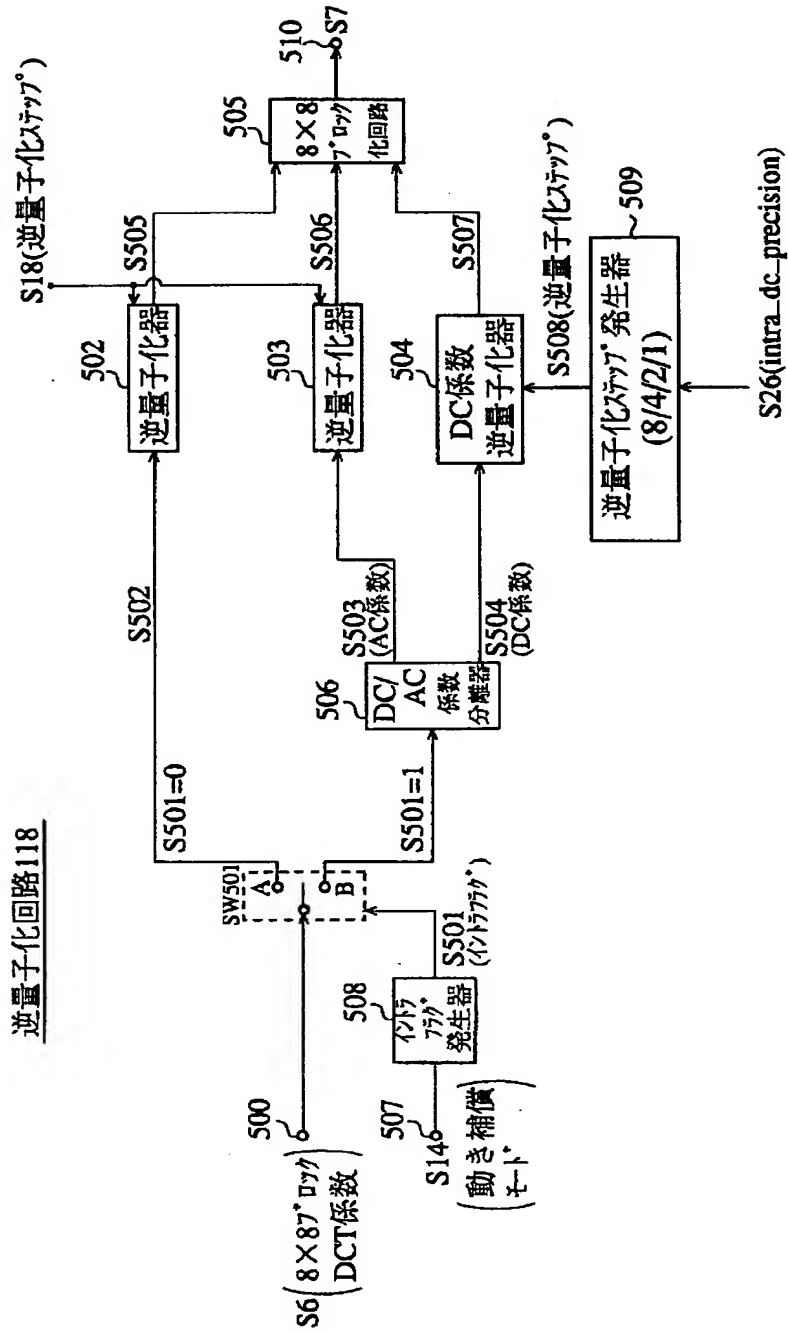 逆量子化回路118
S6(8×8ブロック
DCT係数)
500
S14
(動き補償
モード)
507
508
イントラ
フラグ
発生器
S501
(イントラフラグ)
SW501
A
B
S501=0
S501=1
S502
506
DC/
AC
係数
分離器
S503
(AC係数)
S504
(DC係数)
502
逆量子化器
503
逆量子化器
504
DC係数
逆量子化器
S18(逆量子化ステップ)
S505
S506
S507
S508(逆量子化ステップ)
509
逆量子化ステップ発生器
(8/4/2/1)
S26(intra_dc_precision)
505
8×8
ブロック
化回路
510
S7